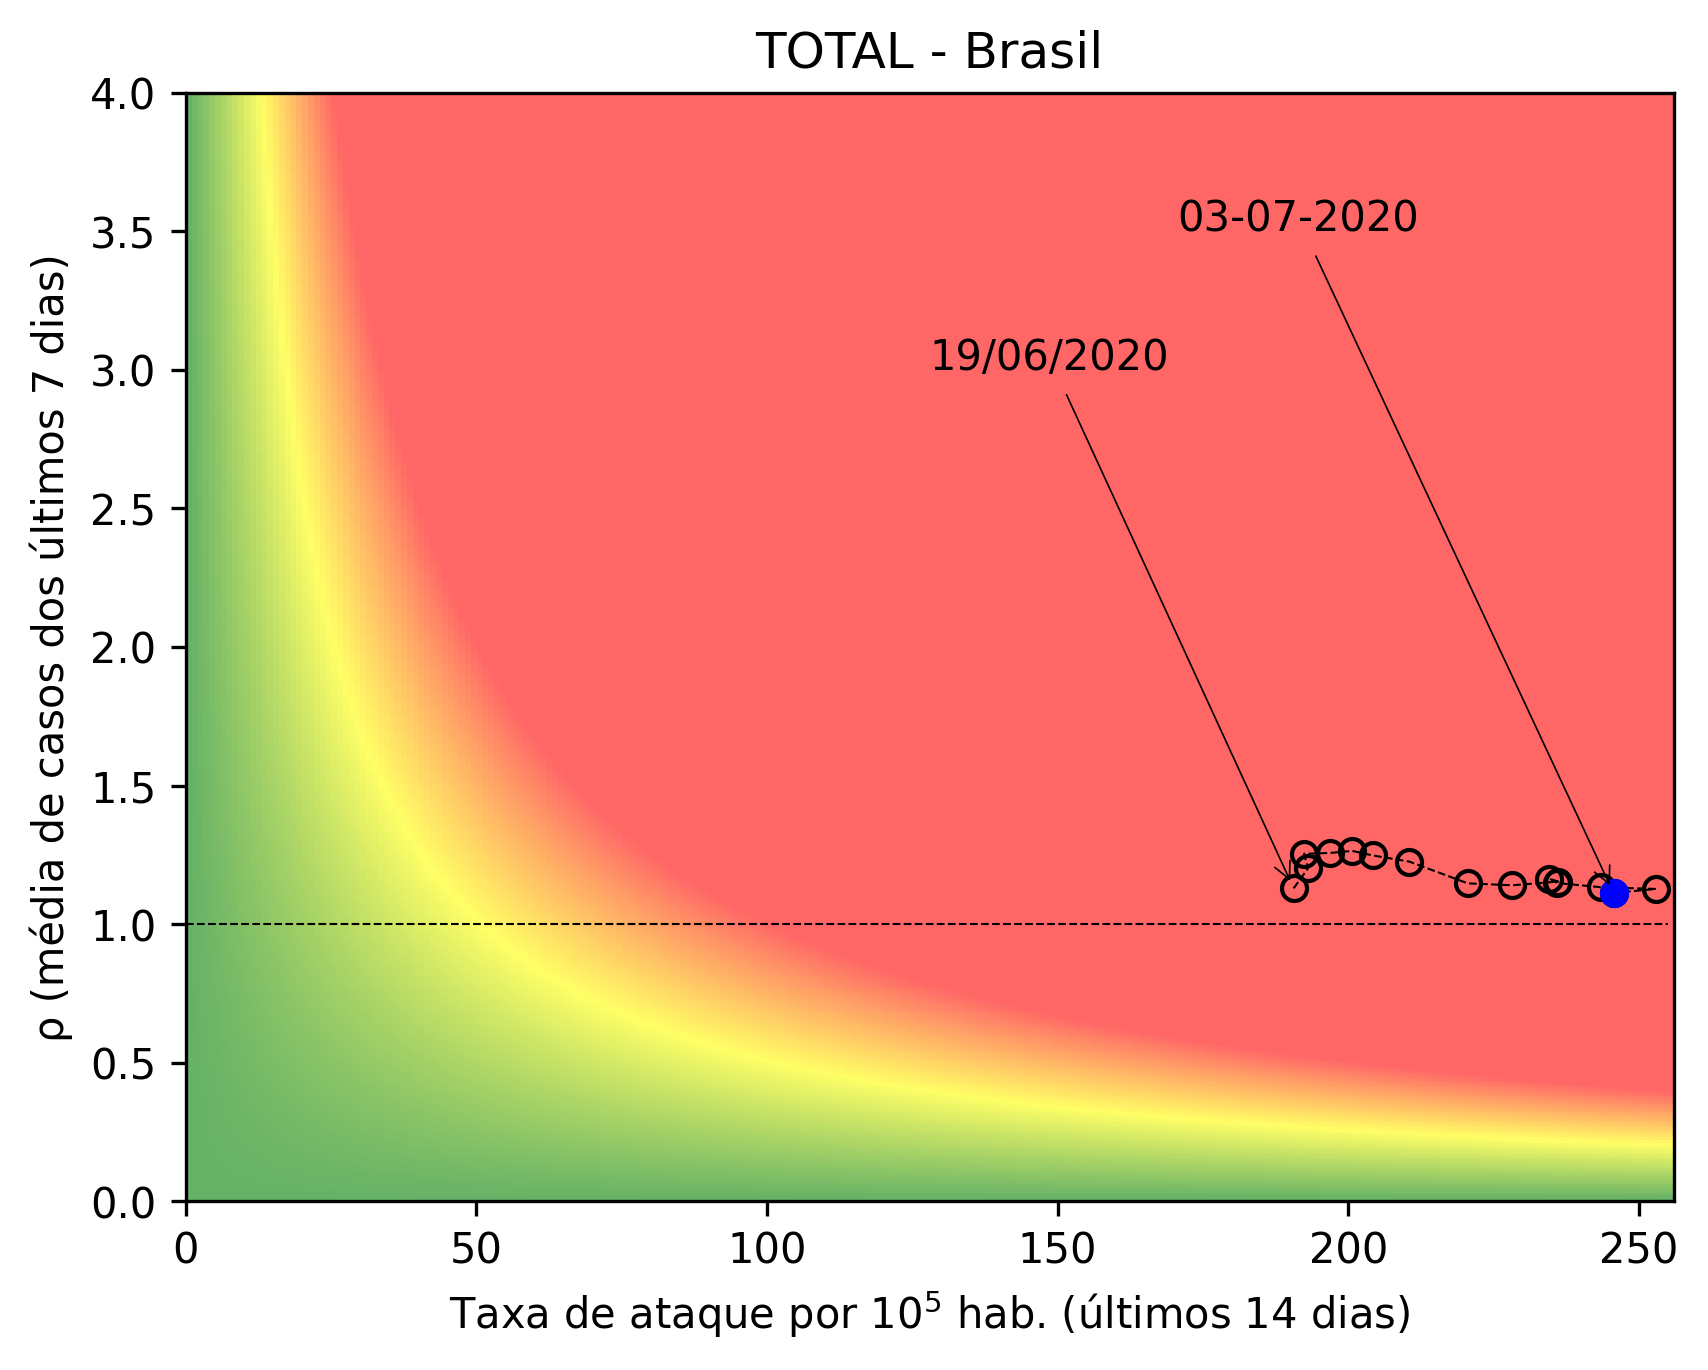 TOTAL - Brasil
4.0
3.5
3.0
2.5
2.0
1.5
1.0
0.5
0.0
ρ (média de casos dos últimos 7 dias)
03-07-2020
19/06/2020
0 50 100 150 200 250
Taxa de ataque por 10⁵ hab. (últimos 14 dias)